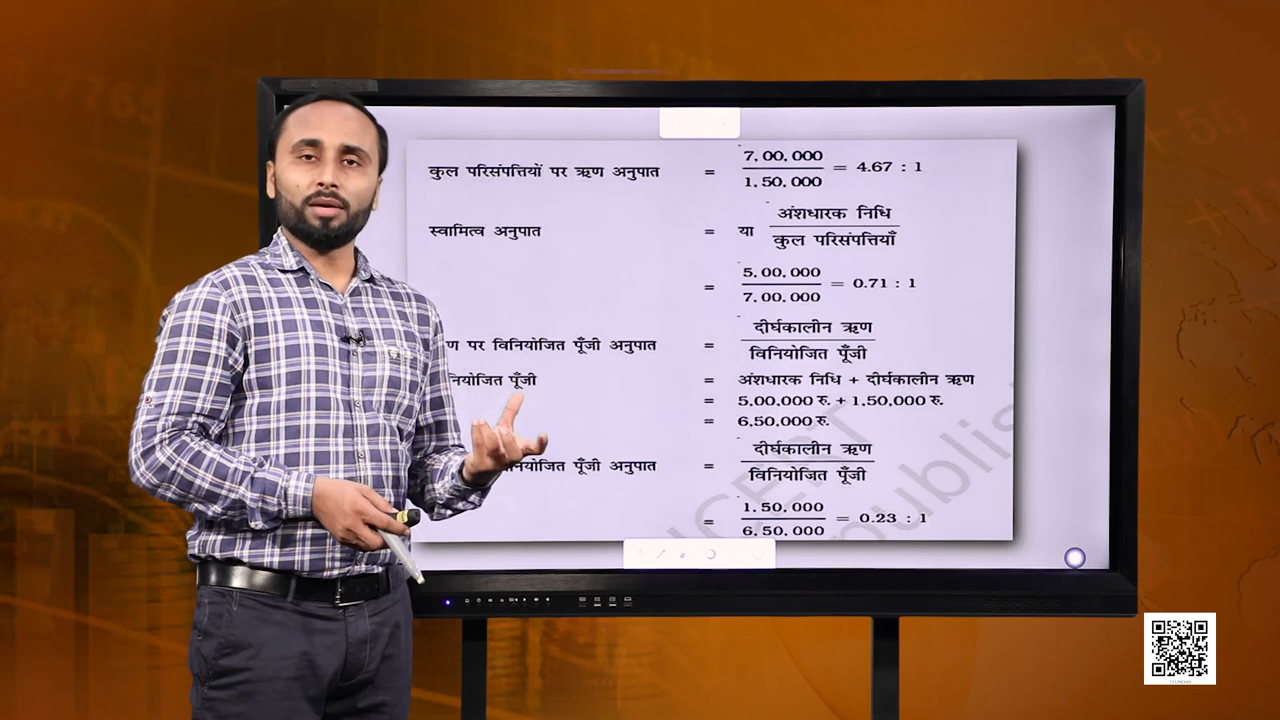 कुल परिसंपत्तियों पर ऋण अनुपात = 7,00,000 / 1,50,000 = 4.67 : 1
स्वामित्व अनुपात = या अंशधारक निधि / कुल परिसंपत्तियाँ
= 5,00,000 / 7,00,000 = 0.71 : 1
पर विनियोजित पूँजी अनुपात = दीर्घकालीन ऋण / विनियोजित पूँजी
पूँजी = अंशधारक निधि + दीर्घकालीन ऋण
= 5,00,000 रु. + 1,50,000 रु.
= 6,50,000 रु.
पूँजी अनुपात = दीर्घकालीन ऋण / विनियोजित पूँजी
= 1,50,000 / 6,50,000 = 0.23 : 1